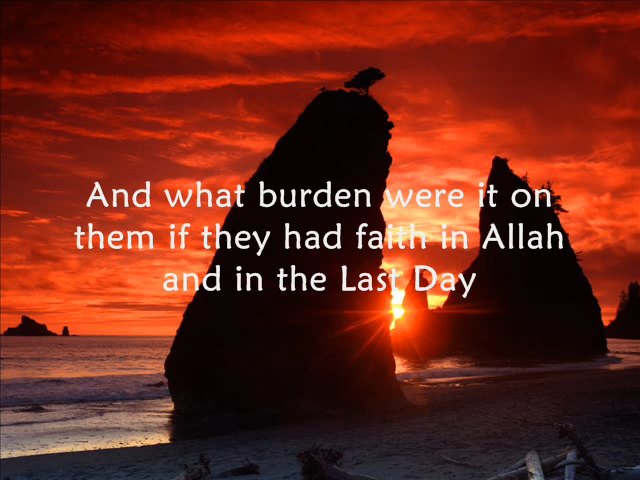 And what burden were it on
them if they had faith in Allah
and in the Last Day